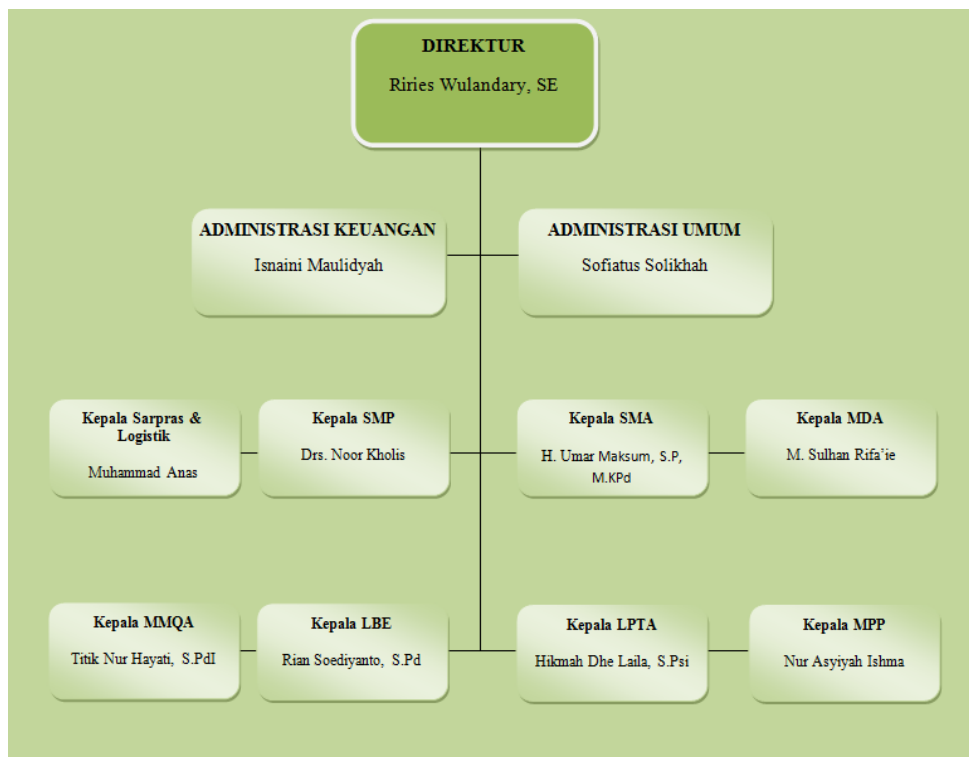 DIREKTUR
Riries Wulandary, SE
ADMINISTRASI KEUANGAN
Isnaini Maulidyah
ADMINISTRASI UMUM
Sofiatus Solikhah
Kepala Sarpras &
Logistik
Muhammad Anas
Kepala SMP
Drs. Noor Kholis
Kepala SMA
H. Umar Maksum, S.P,
M.KPd
Kepala MDA
M. Sulhan Rifa’ie
Kepala MMQA
Titik Nur Hayati, S.PdI
Kepala LBE
Rian Soediyanto, S.Pd
Kepala LPTA
Hikmah Dhe Laila, S.Psi
Kepala MPP
Nur Asyiyah Ishma